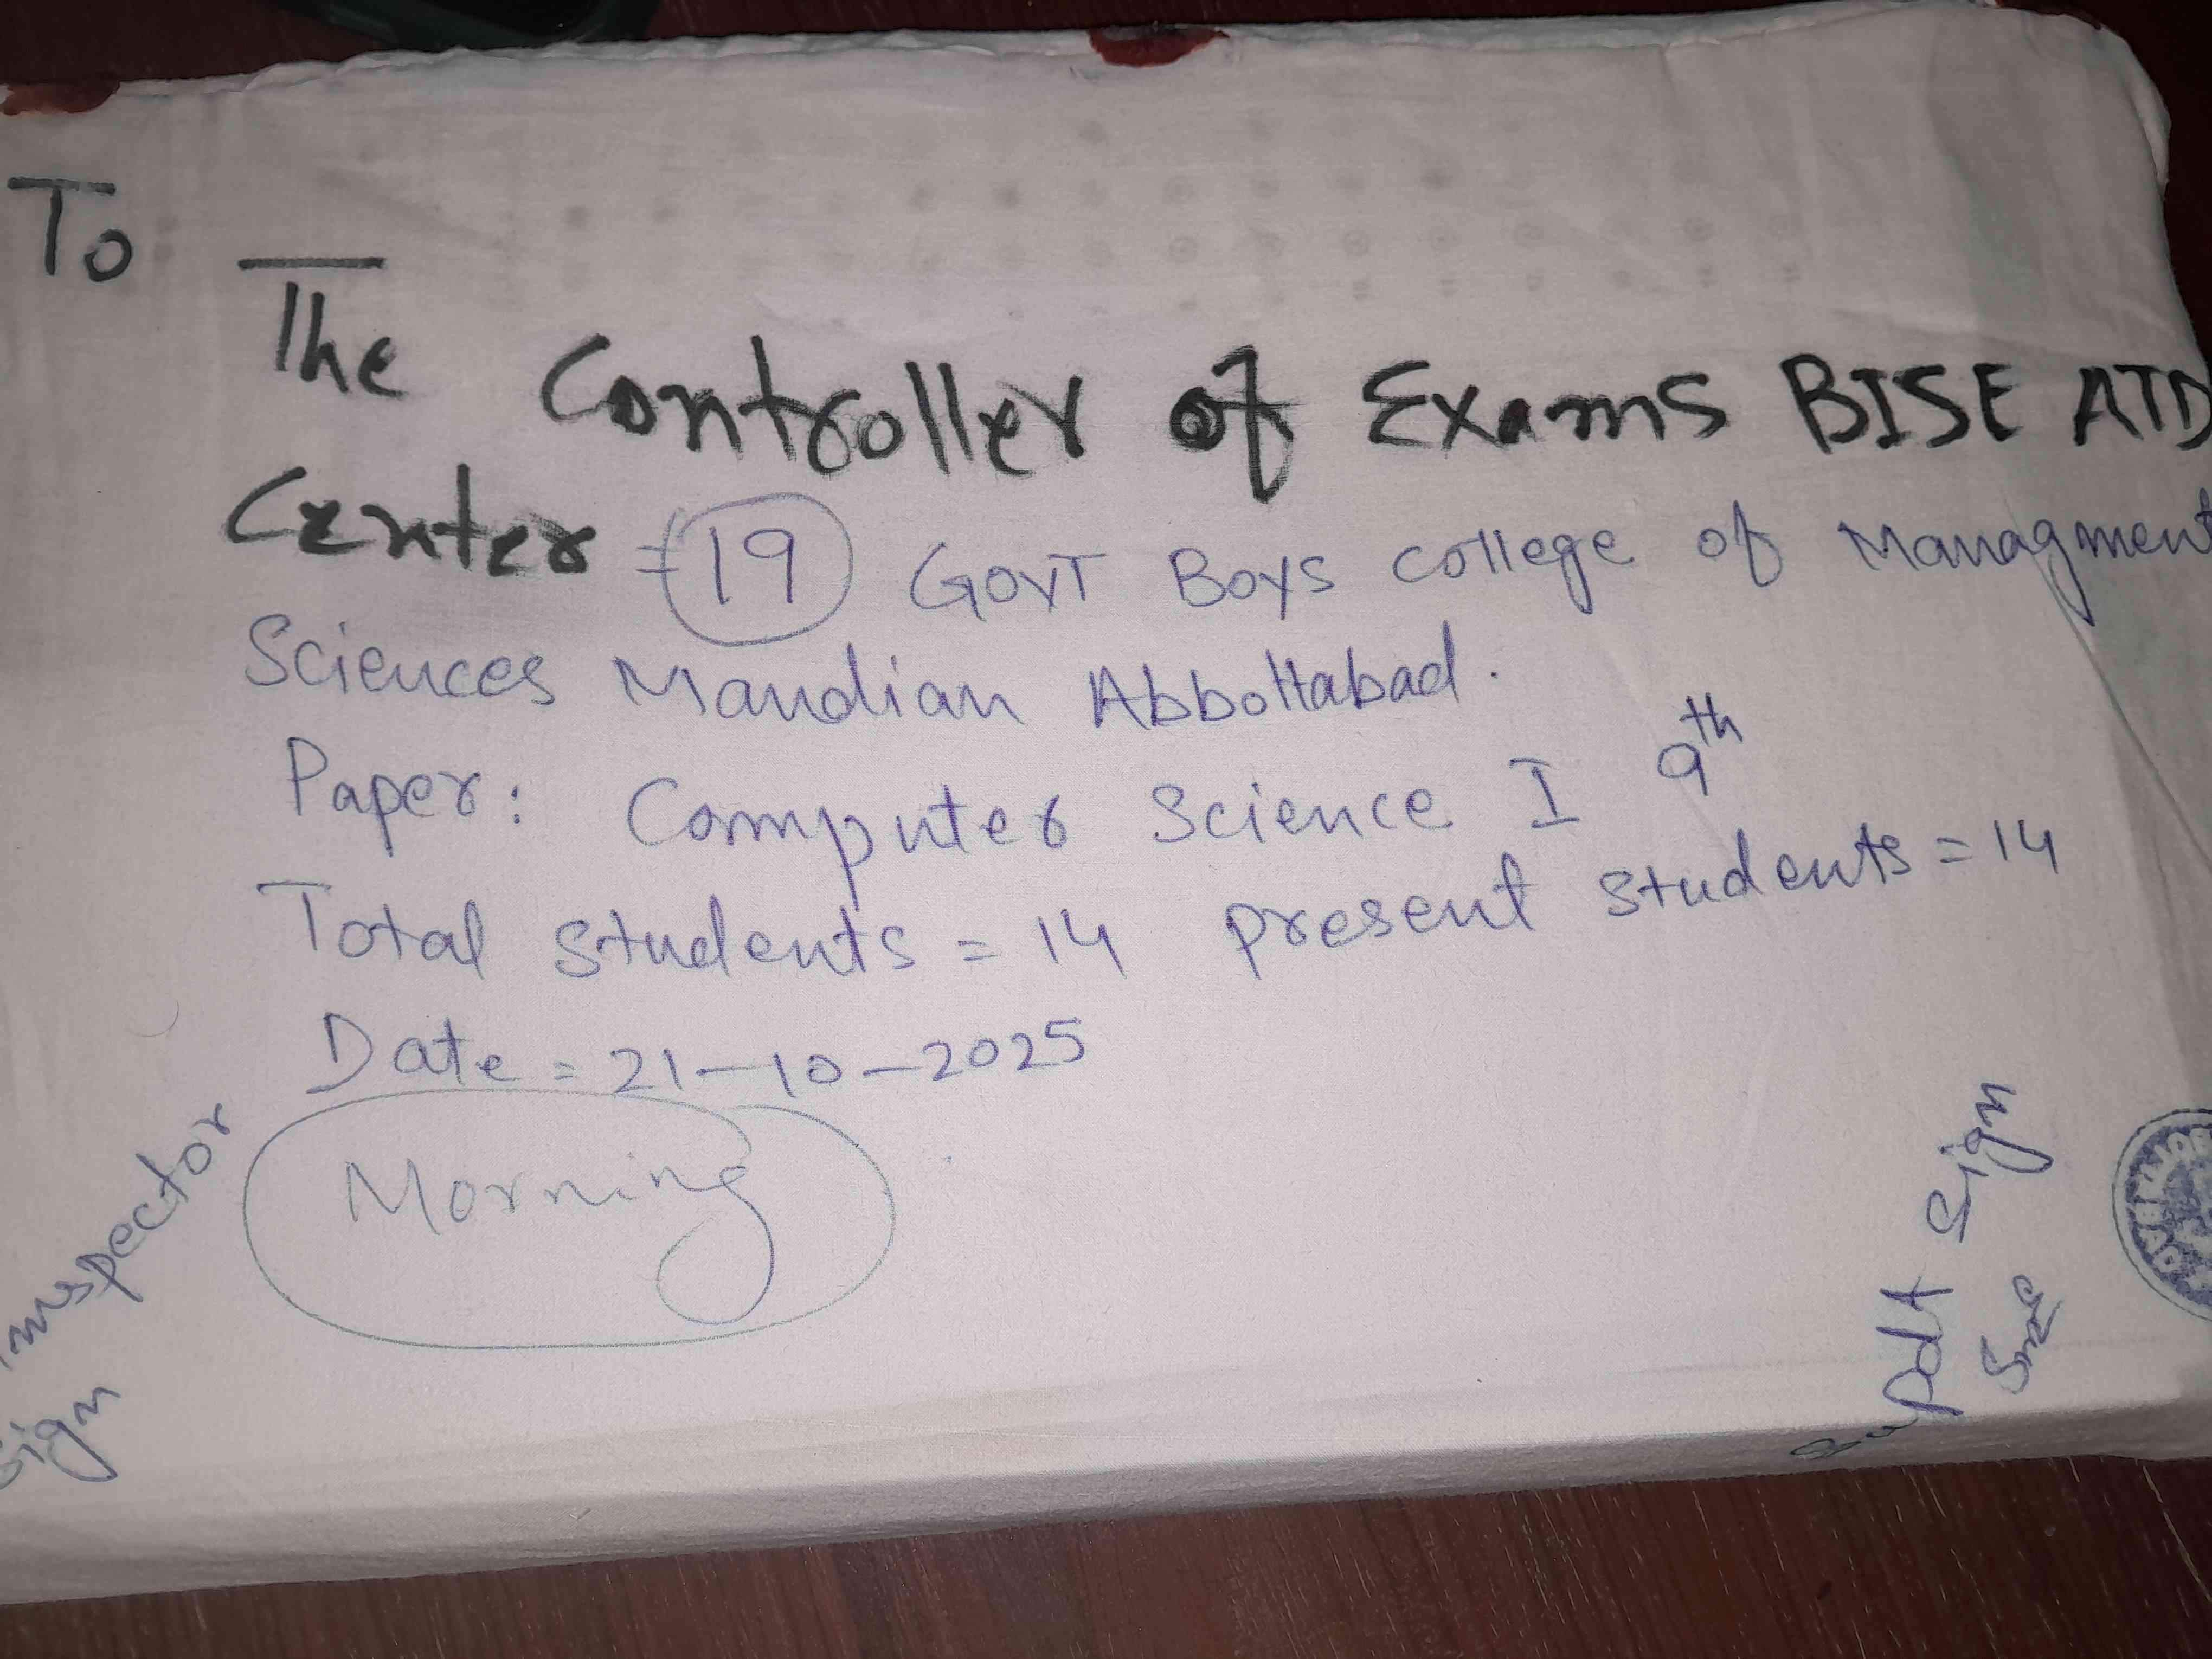 To
The Controller of Exams BISE ATD
Center = 19 GOVT BOYS college of Managment
Sciences Mandian Abbottabad.
Paper: Computer Science I 9th
Total students = 14 present students = 14
Date = 21-10-2025
Morning
inspector
sign
Supdt sign